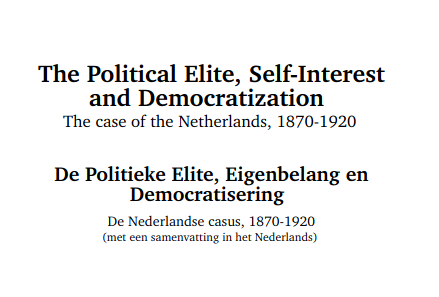 The Political Elite, Self-Interest
and Democratization
The case of the Netherlands, 1870-1920
De Politieke Elite, Eigenbelang en
Democratisering
De Nederlandse casus, 1870-1920
(met een samenvatting in het Nederlands)